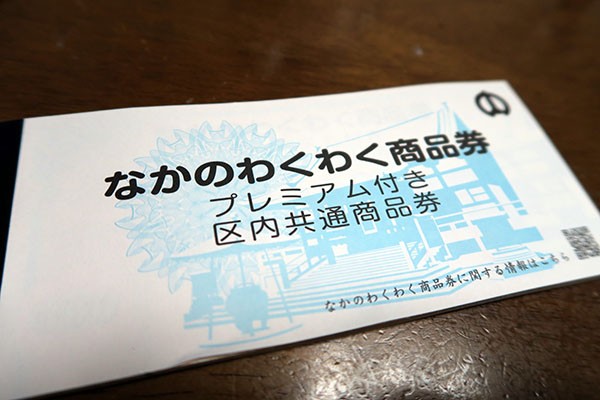 なかのわくわく商品券
プレミアム付き
区内共通商品券
なかのわくわく商品券に関する情報はこちら